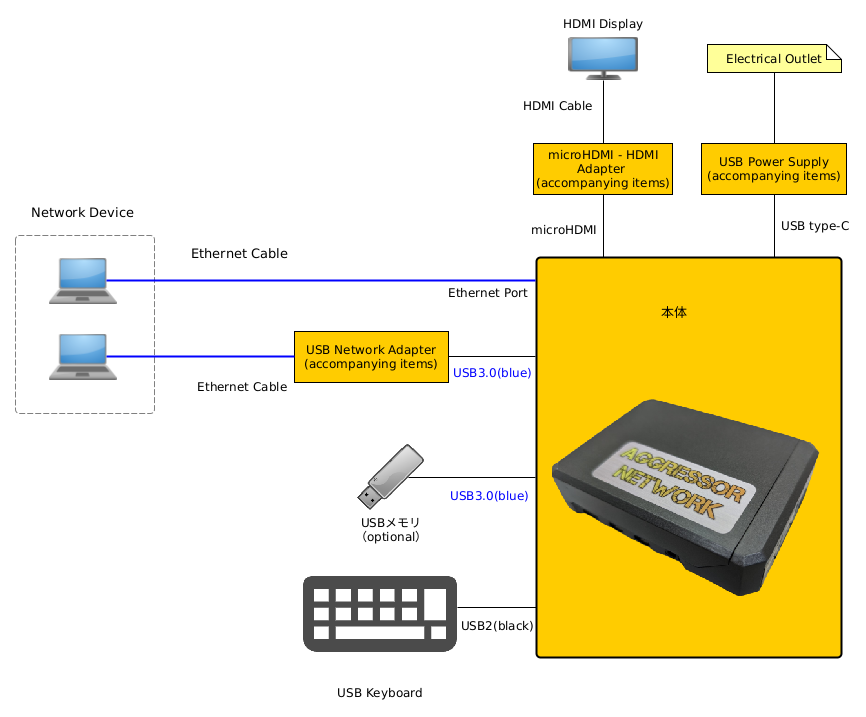 HDMI Display
Electrical Outlet
HDMI Cable
microHDMI - HDMI
Adapter
(accompanying items)
USB Power Supply
(accompanying items)
Network Device
microHDMI
USB type-C
Ethernet Cable
Ethernet Port
本体
USB Network Adapter
(accompanying items)
USB3.0(blue)
Ethernet Cable
AGGRESSOR
NETWORK
USB3.0(blue)
USBメモリ
（optional）
USB2(black)
USB Keyboard